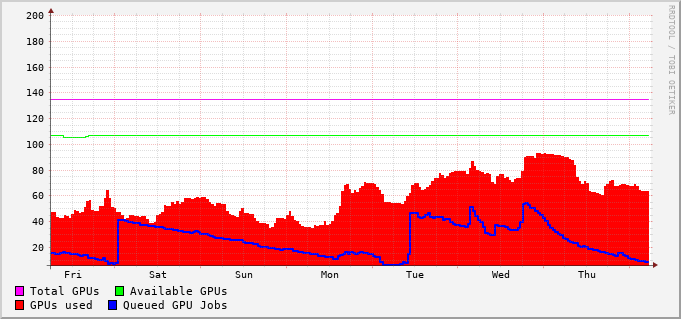 200
180
160
140
120
100
80
60
40
20
Fri Sat Sun Mon Tue Wed Thu
Total GPUs Available GPUs
GPUs used Queued GPU Jobs
RRDTOOL / TOBI OETIKER